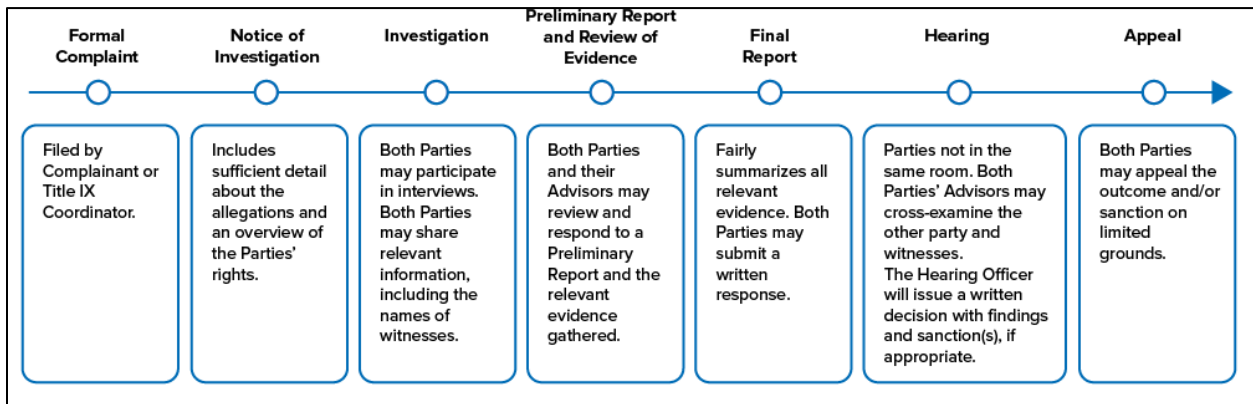 Formal
Complaint
Notice of
Investigation
Investigation
Preliminary Report
and Review of
Evidence
Final
Report
Hearing
Appeal
Filed by
Complainant or
Title IX
Coordinator.
Includes
sufficient detail
about the
allegations and
an overview of
the Parties'
rights.
Both Parties
may participate
in interviews.
Both Parties
may share
relevant
information,
including the
names of
witnesses.
Both Parties
and their
Advisors may
review and
respond to a
Preliminary
Report and the
relevant
evidence
gathered.
Fairly
summarizes all
relevant
evidence. Both
Parties may
submit a
written
response.
Parties not in the
same room. Both
Parties' Advisors may
cross-examine the
other party and
witnesses.
The Hearing Officer
will issue a written
decision with findings
and sanction(s), if
appropriate.
Both Parties
may appeal the
outcome and/or
sanction on
limited
grounds.